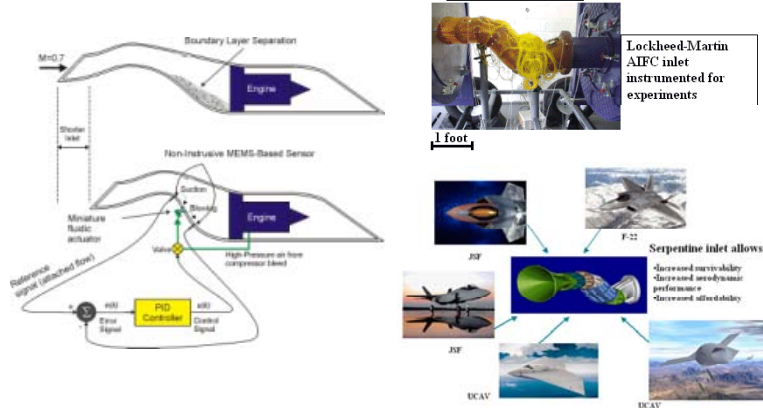 Boundary Layer Separation
M=0.7
Engine
Shorter
Inlet
Non-Instrusive MEMS-Based Sensor
Suction
Blowing
Miniature
fluidic
actuator
Engine
Valve
High-Pressure air from
compressor bleed
Reference
signal (attached flow)
+
Σ
-
e(t)
Error
Signal
PID
Controller
u(t)
Control
Signal
Lockheed-Martin
AIFC inlet
instrumented for
experiments
1 foot
JSF
F-22
Serpentine inlet allows
•Increased survivability
•Increased aerodynamic
performance
•Increased affordability
JSF
UCAV
UCAV